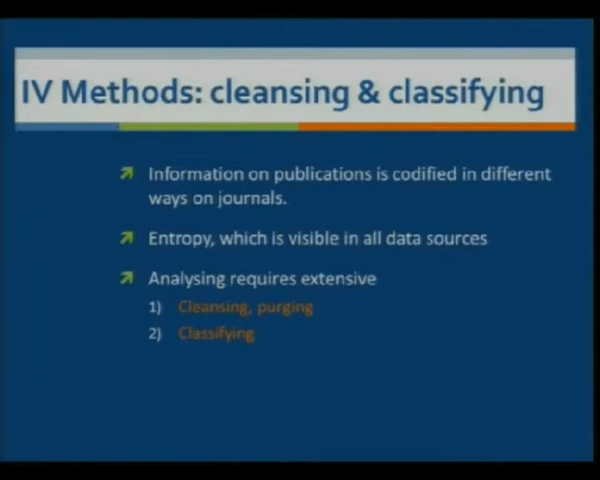 IV Methods: cleansing & classifying
Information on publications is codified in different
ways on journals.
Entropy, which is visible in all data sources
Analysing requires extensive
1) Cleansing, purging
2) Classifying